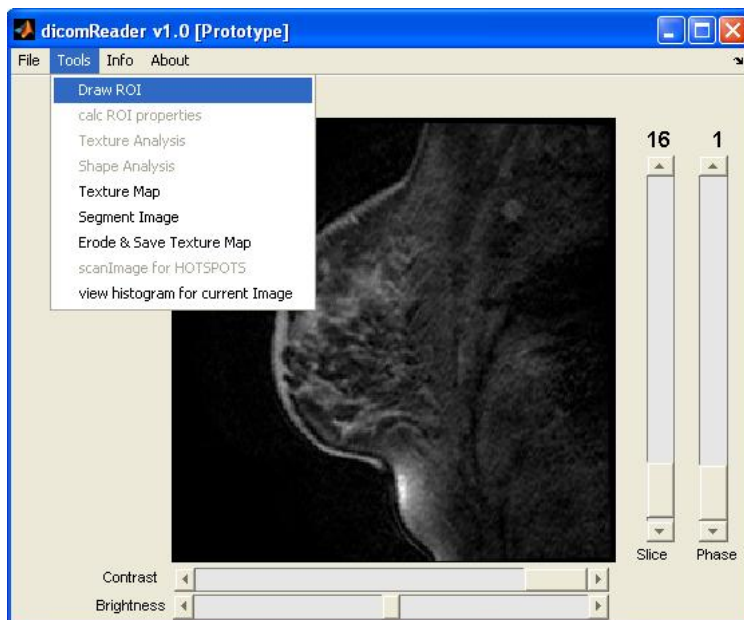 dicomReader v1.0 [Prototype]
File Tools Info About
Draw ROI
calc ROI properties
Texture Analysis
Shape Analysis
Texture Map
Segment Image
Erode & Save Texture Map
scanImage for HOTSPOTS
view histogram for current Image
16 1
Slice Phase
Contrast
Brightness